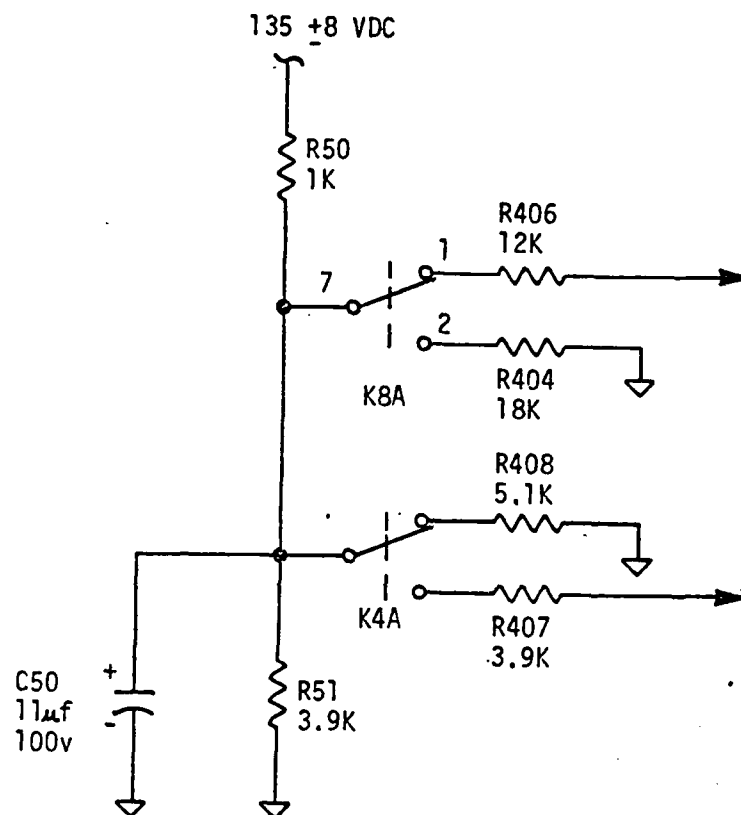 135 ±8 VDC
R50
1K
R406
12K
1
7
2
R404
18K
K8A
R408
5.1K
K4A
R407
3.9K
C50
11µf
100v
+
-
R51
3.9K